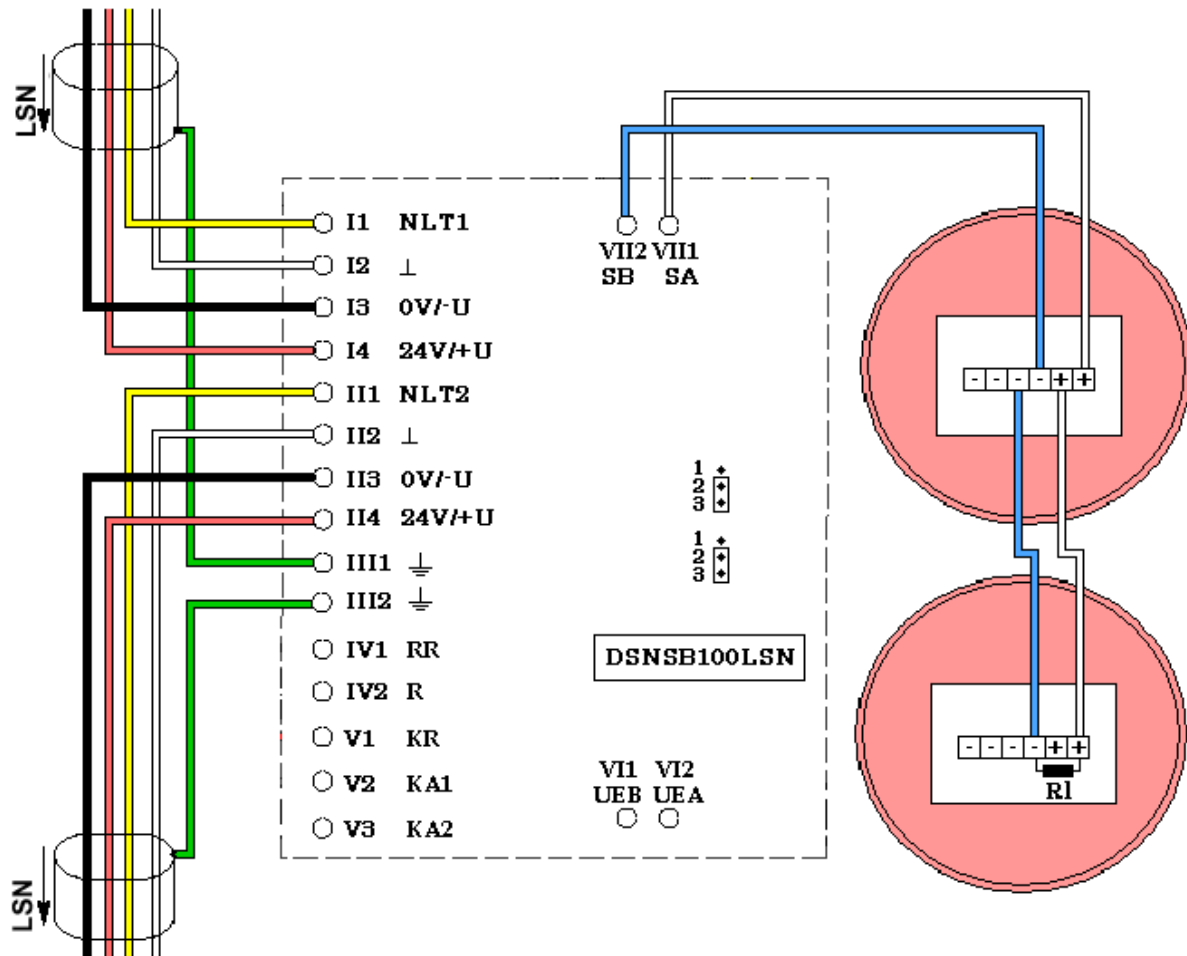 LSN
I1 NLT1
I2 ⊥
I3 0V/-U
I4 24V/+U
II1 NLT2
II2 ⊥
II3 0V/-U
II4 24V/+U
III1 ⏚
III2 ⏚
IV1 RR
IV2 R
V1 KR
V2 KA1
V3 KA2
LSN
VII2 VII1
SB SA
1
2
3
1
2
3
DSNSB100LSN
VI1 VI2
UEB UEA
- - - - + +
- - - - + +
R1